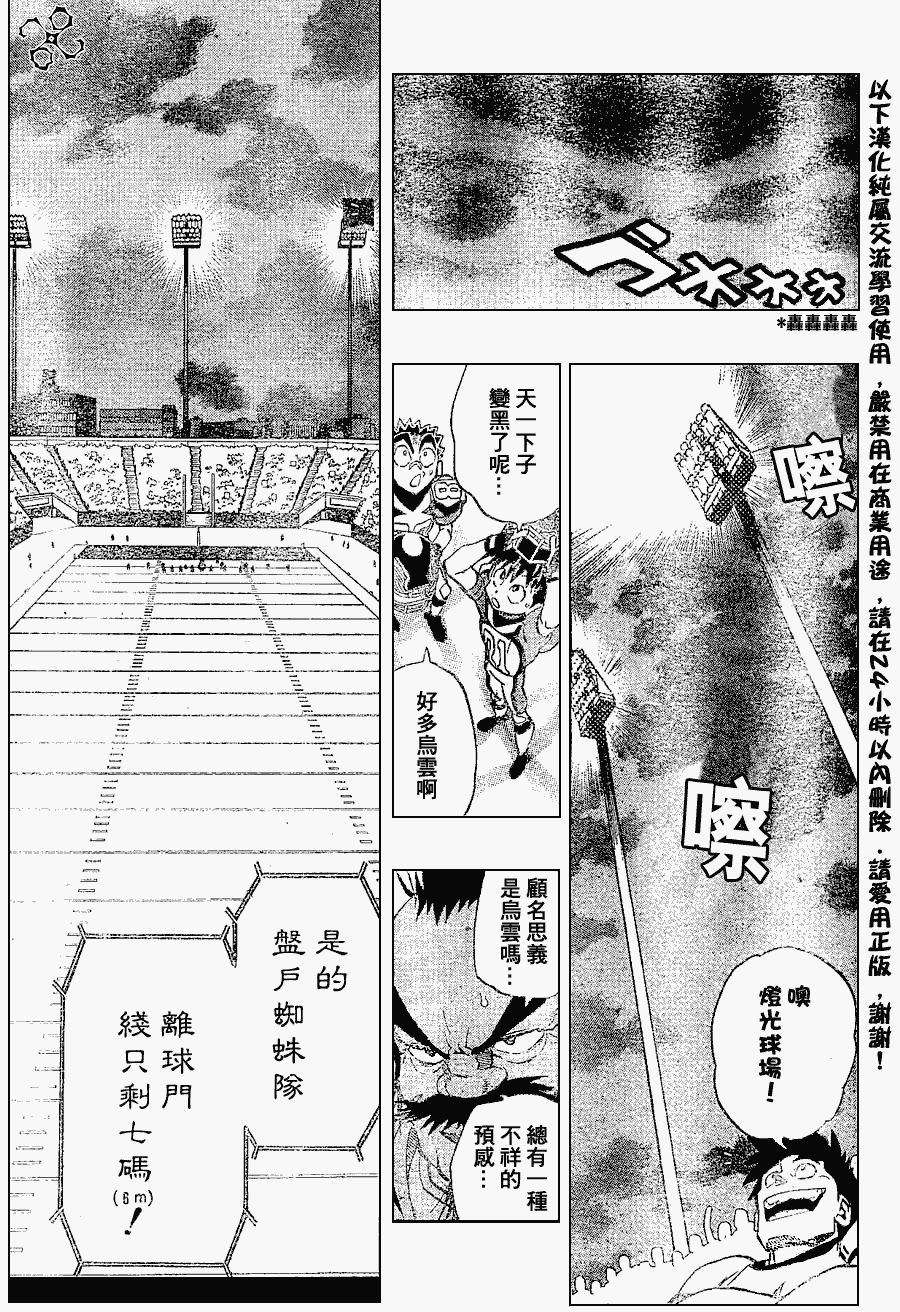 以下漢化純屬交流學習使用，嚴禁用在商業用途，請在24小時以內刪除．請愛用正版，謝謝！
ゴオオオ
*轟轟轟轟
嚓
嚓
噢
燈光球場！
天一下子
變黑了呢…
21
好多烏雲啊
顧名思義
是烏雲嗎…
總有一種
不祥的
預感…
是的
盤戶蜘蛛隊
離球門
綫只剩七碼
(6m)！